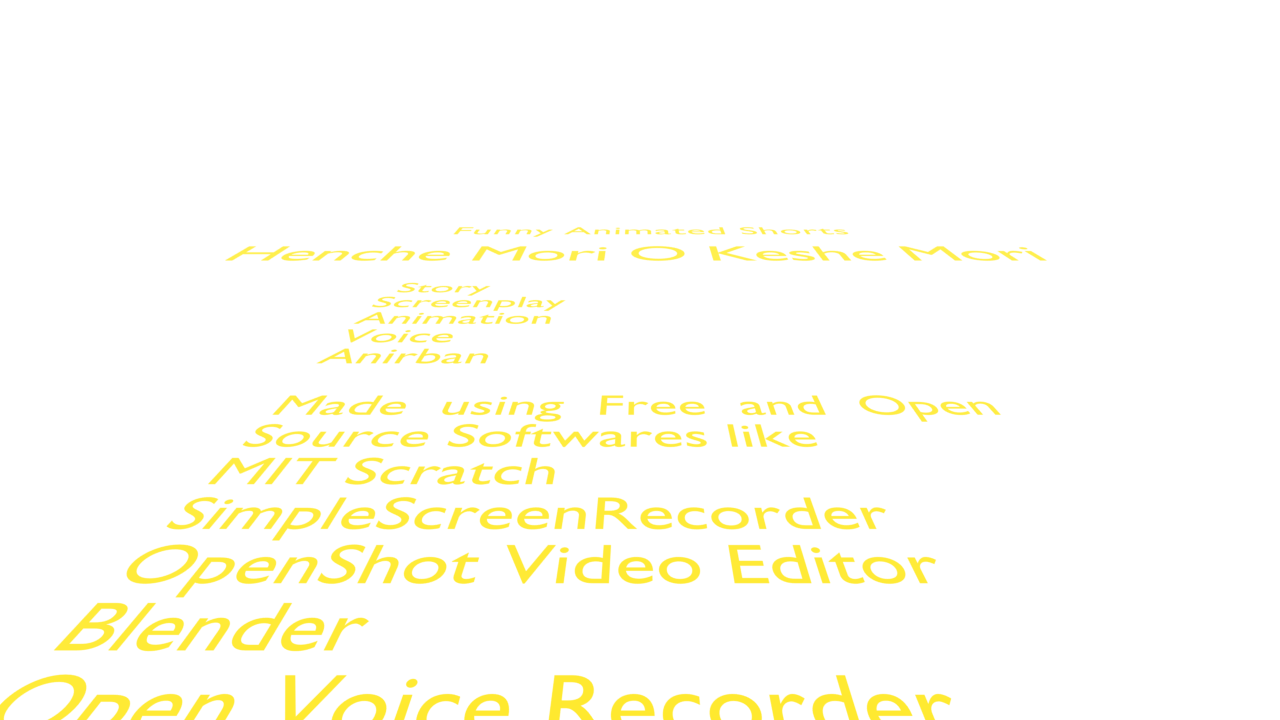 Funny Animated Shorts
Henche Mori O Keshe Mori
Story
Screenplay
Animation
Voice
Anirban
Made using Free and Open
Source Softwares like
MIT Scratch
SimpleScreenRecorder
OpenShot Video Editor
Blender
Open Voice Recorder